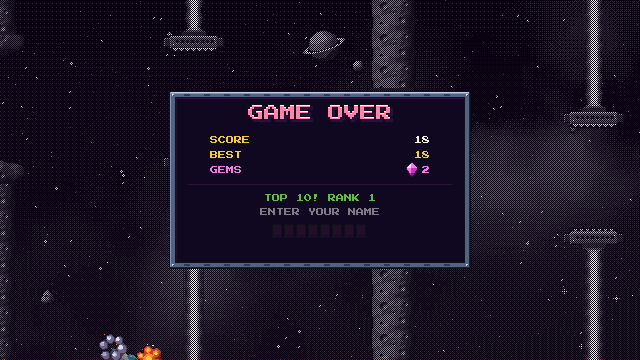 GAME OVER
SCORE 18
BEST 18
GEMS 2
TOP 10! RANK 1
ENTER YOUR NAME